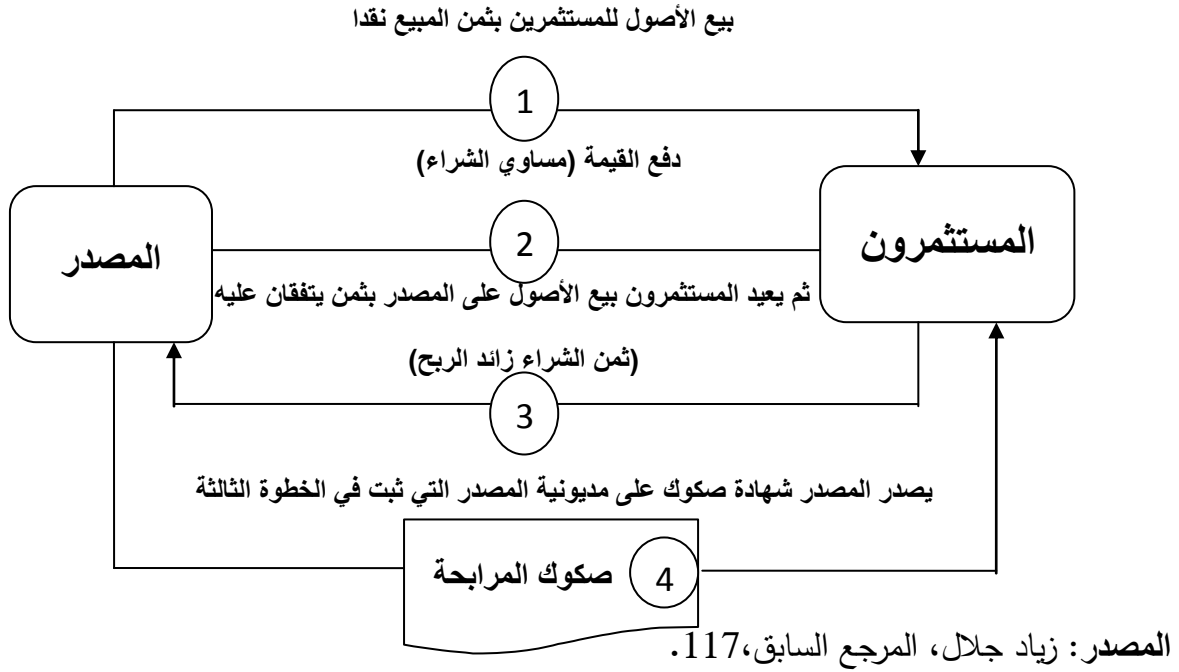 بيع الأصول للمستثمرين بثمن المبيع نقدا
1
دفع القيمة (مساوي الشراء)
المستثمرون
المصدر
2
ثم يعيد المستثمرون بيع الأصول على المصدر بثمن يتفقان عليه
(ثمن الشراء زائد الربح)
3
يصدر المصدر شهادة صكوك على مديونية المصدر التي ثبت في الخطوة الثالثة
صكوك المرابحة
4
المصدر: زياد جلال، المرجع السابق،117.